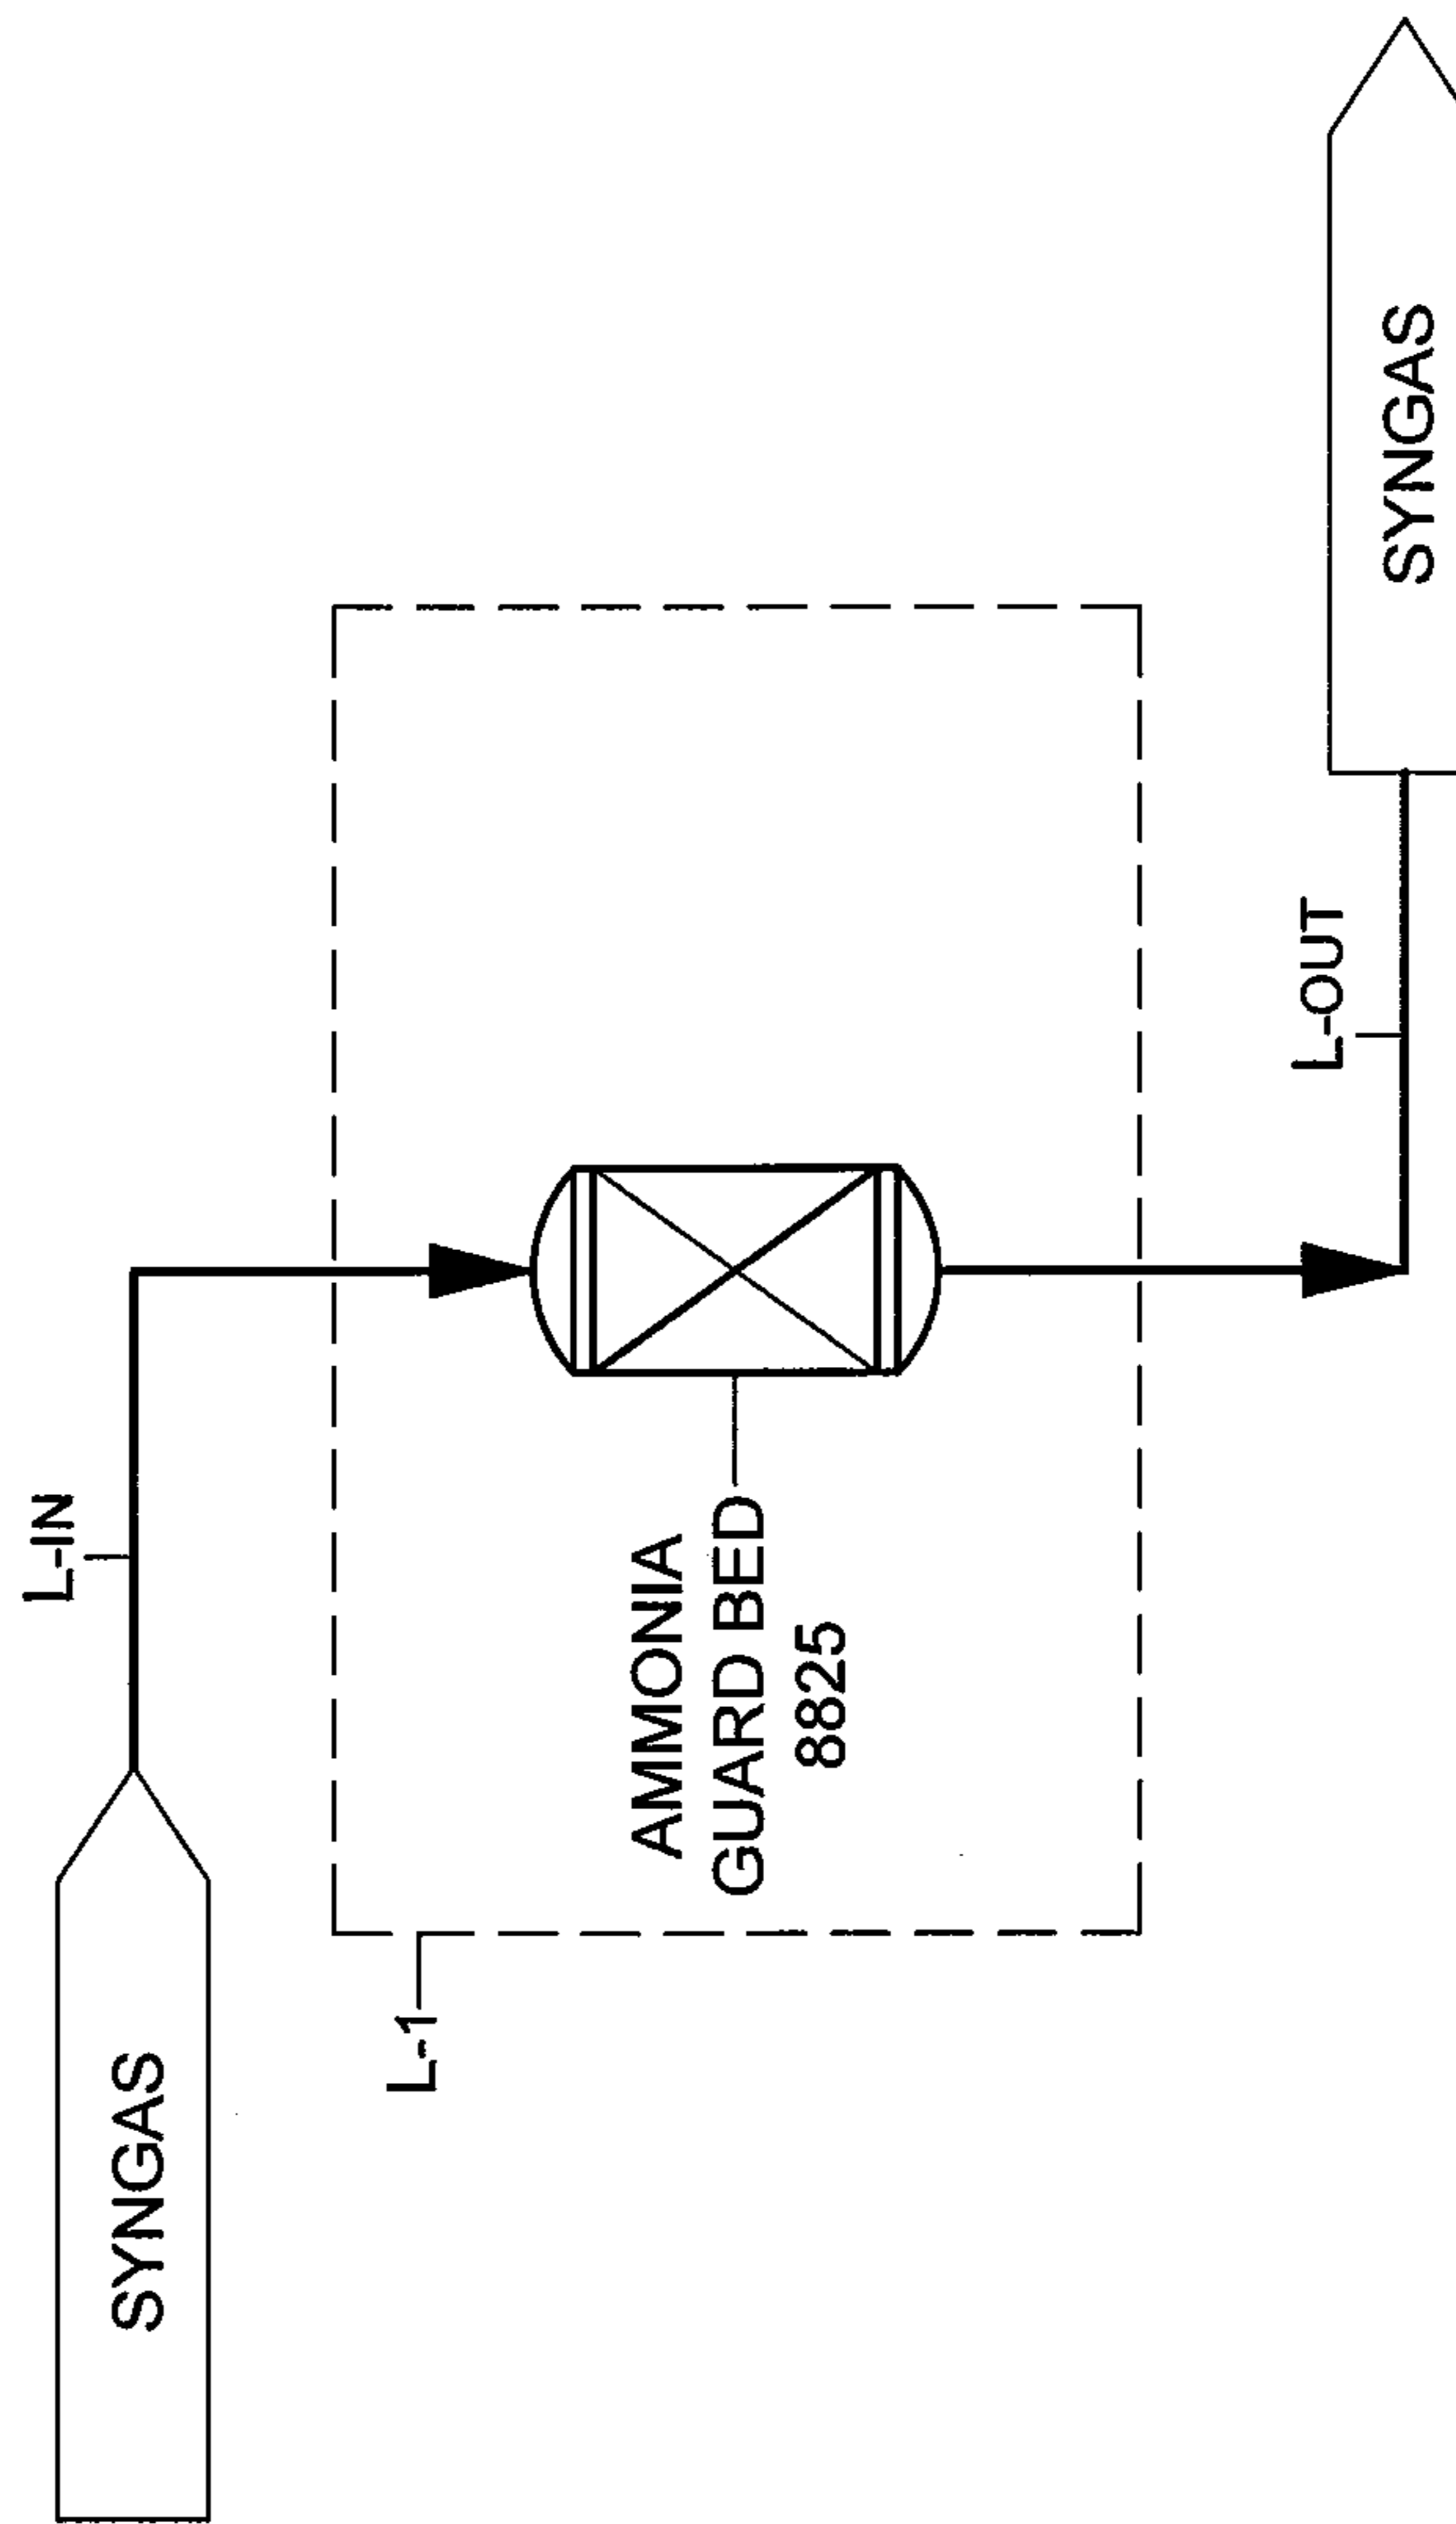 SYNGAS
L-IN
L-1
AMMONIA
GUARD BED
8825
L-OUT
SYNGAS